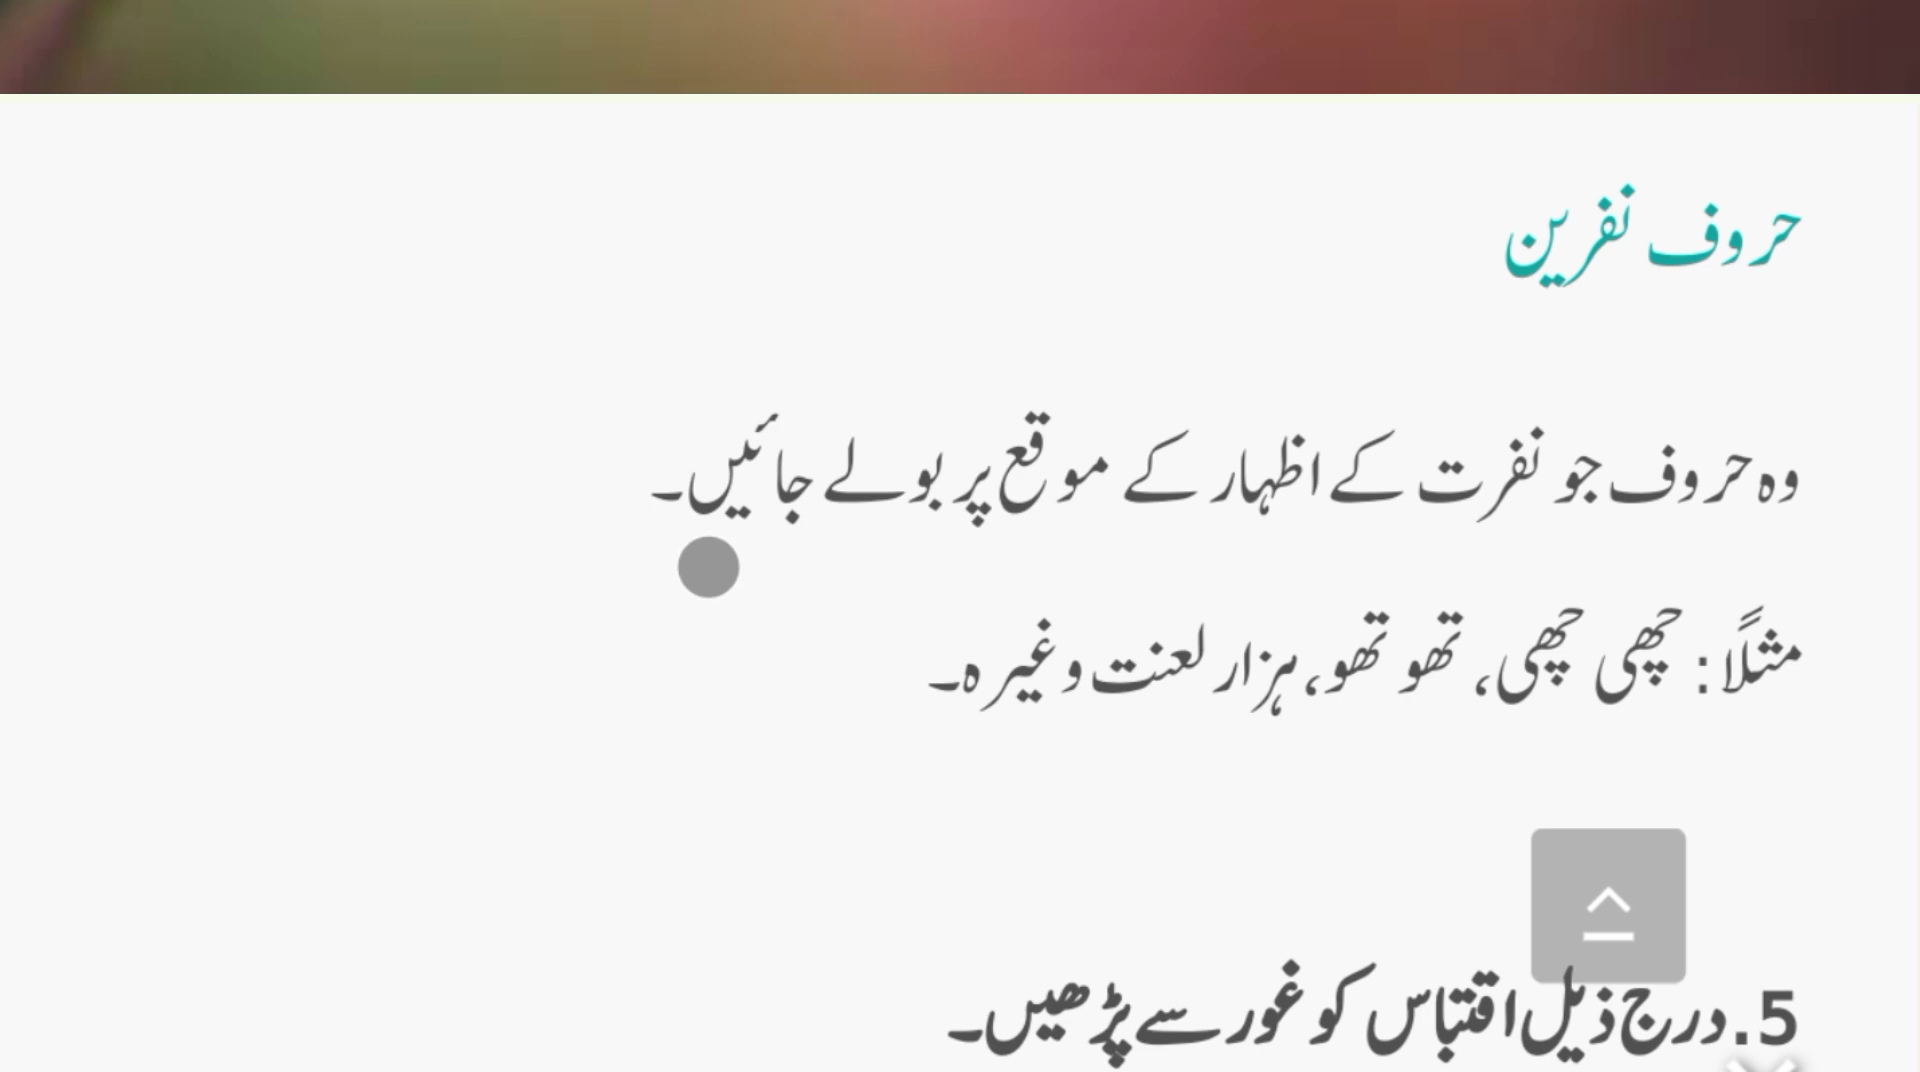 حروف نفرین
وہ حروف جو نفرت کے اظہار کے موقع پر بولے جائیں۔
مثلًا: چھی چھی، تھو تھو، ہزار لعنت وغیرہ۔
5.درج ذیل اقتباس کو غور سے پڑھیں۔